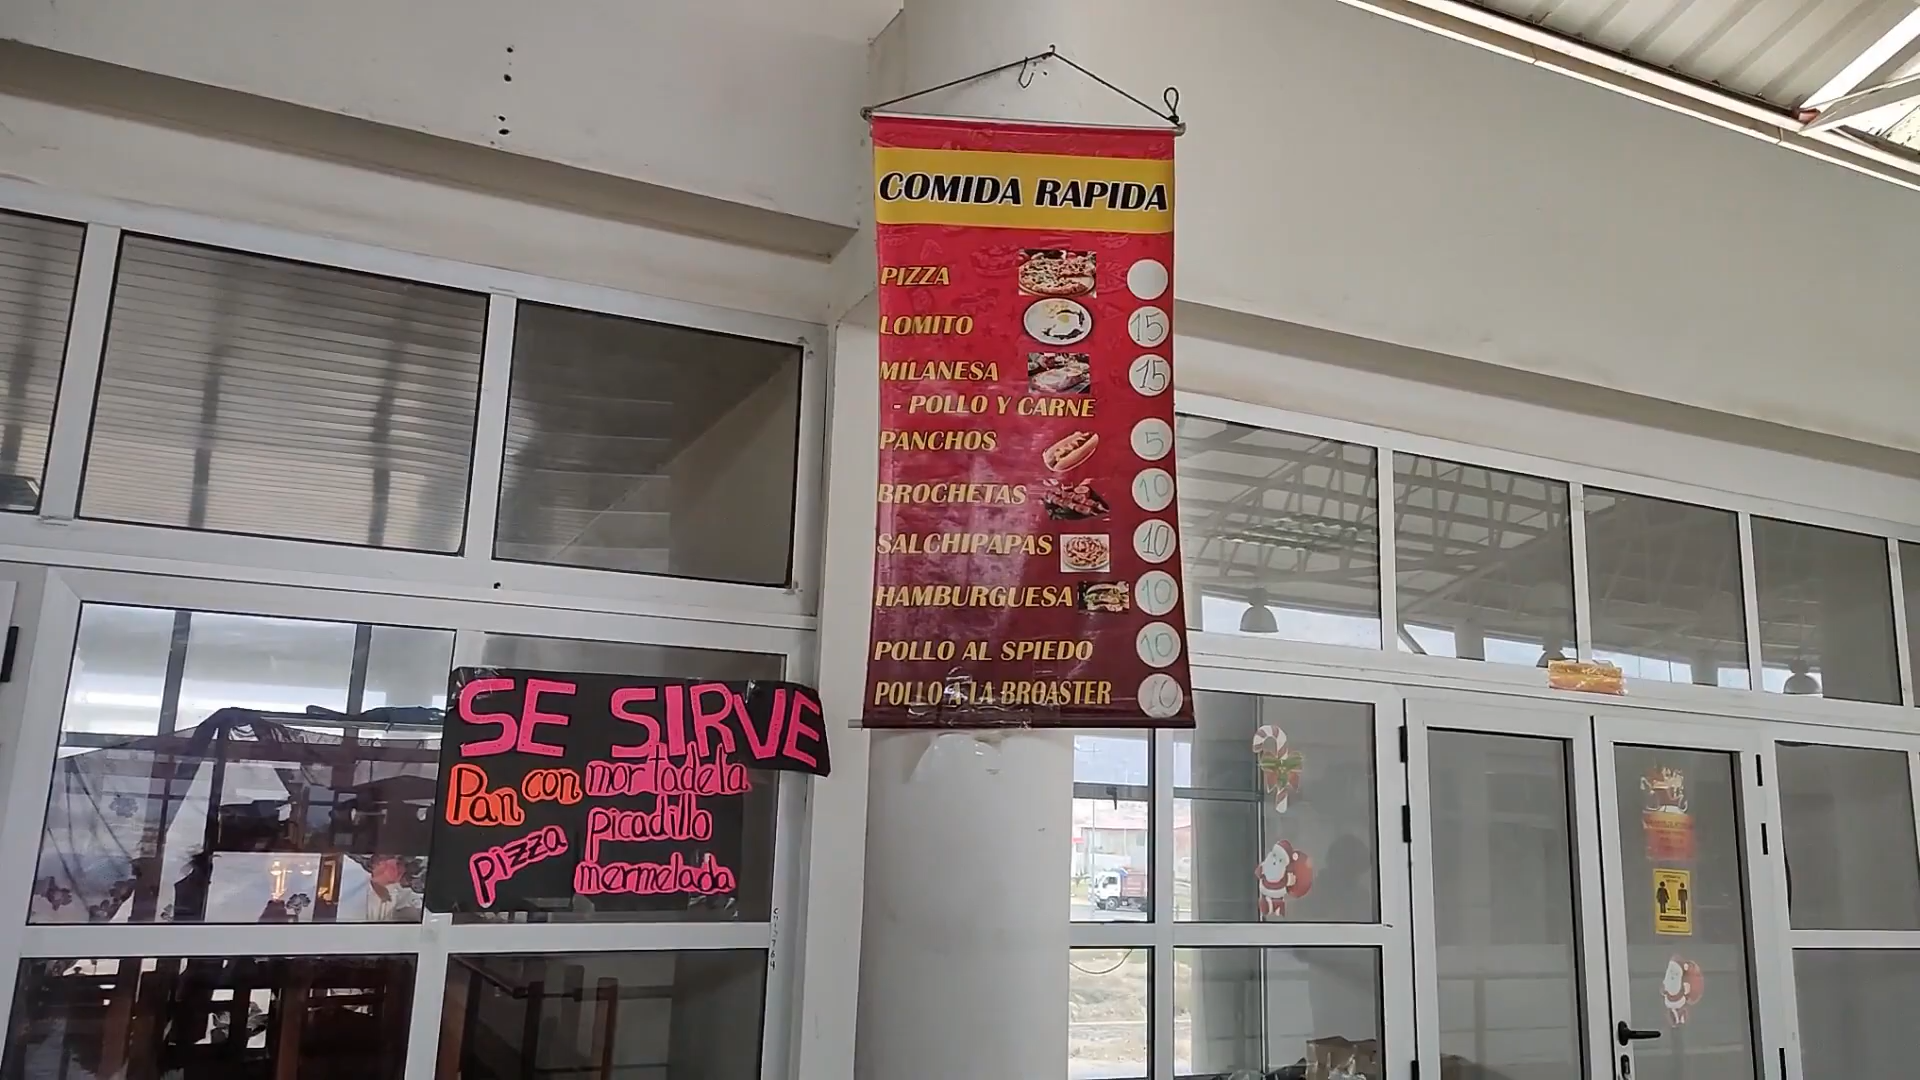 COMIDA RAPIDA
PIZZA
LOMITO 15
MILANESA 15
- POLLO Y CARNE
PANCHOS 5
BROCHETAS 10
SALCHIPAPAS 10
HAMBURGUESA 10
POLLO AL SPIEDO 10
POLLO A LA BROASTER 10
SE SIRVE
Pan con mortadela
picadillo
pizza
mermelada